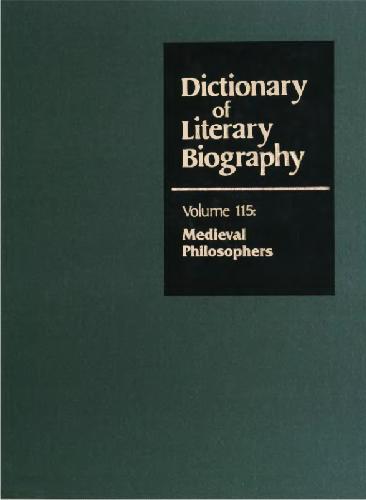 Dictionary
of
Literary
Biography
Volume 115:
Medieval
Philosophers